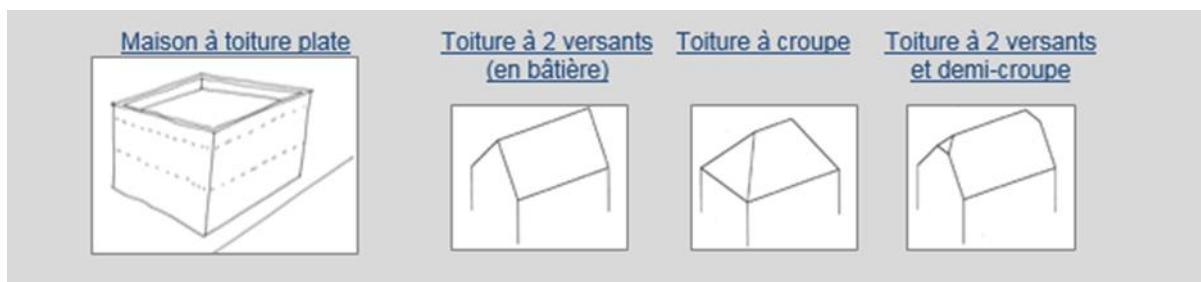 Maison à toiture plate
Toiture à 2 versants
(en bâtière)
Toiture à croupe
Toiture à 2 versants
et demi-croupe